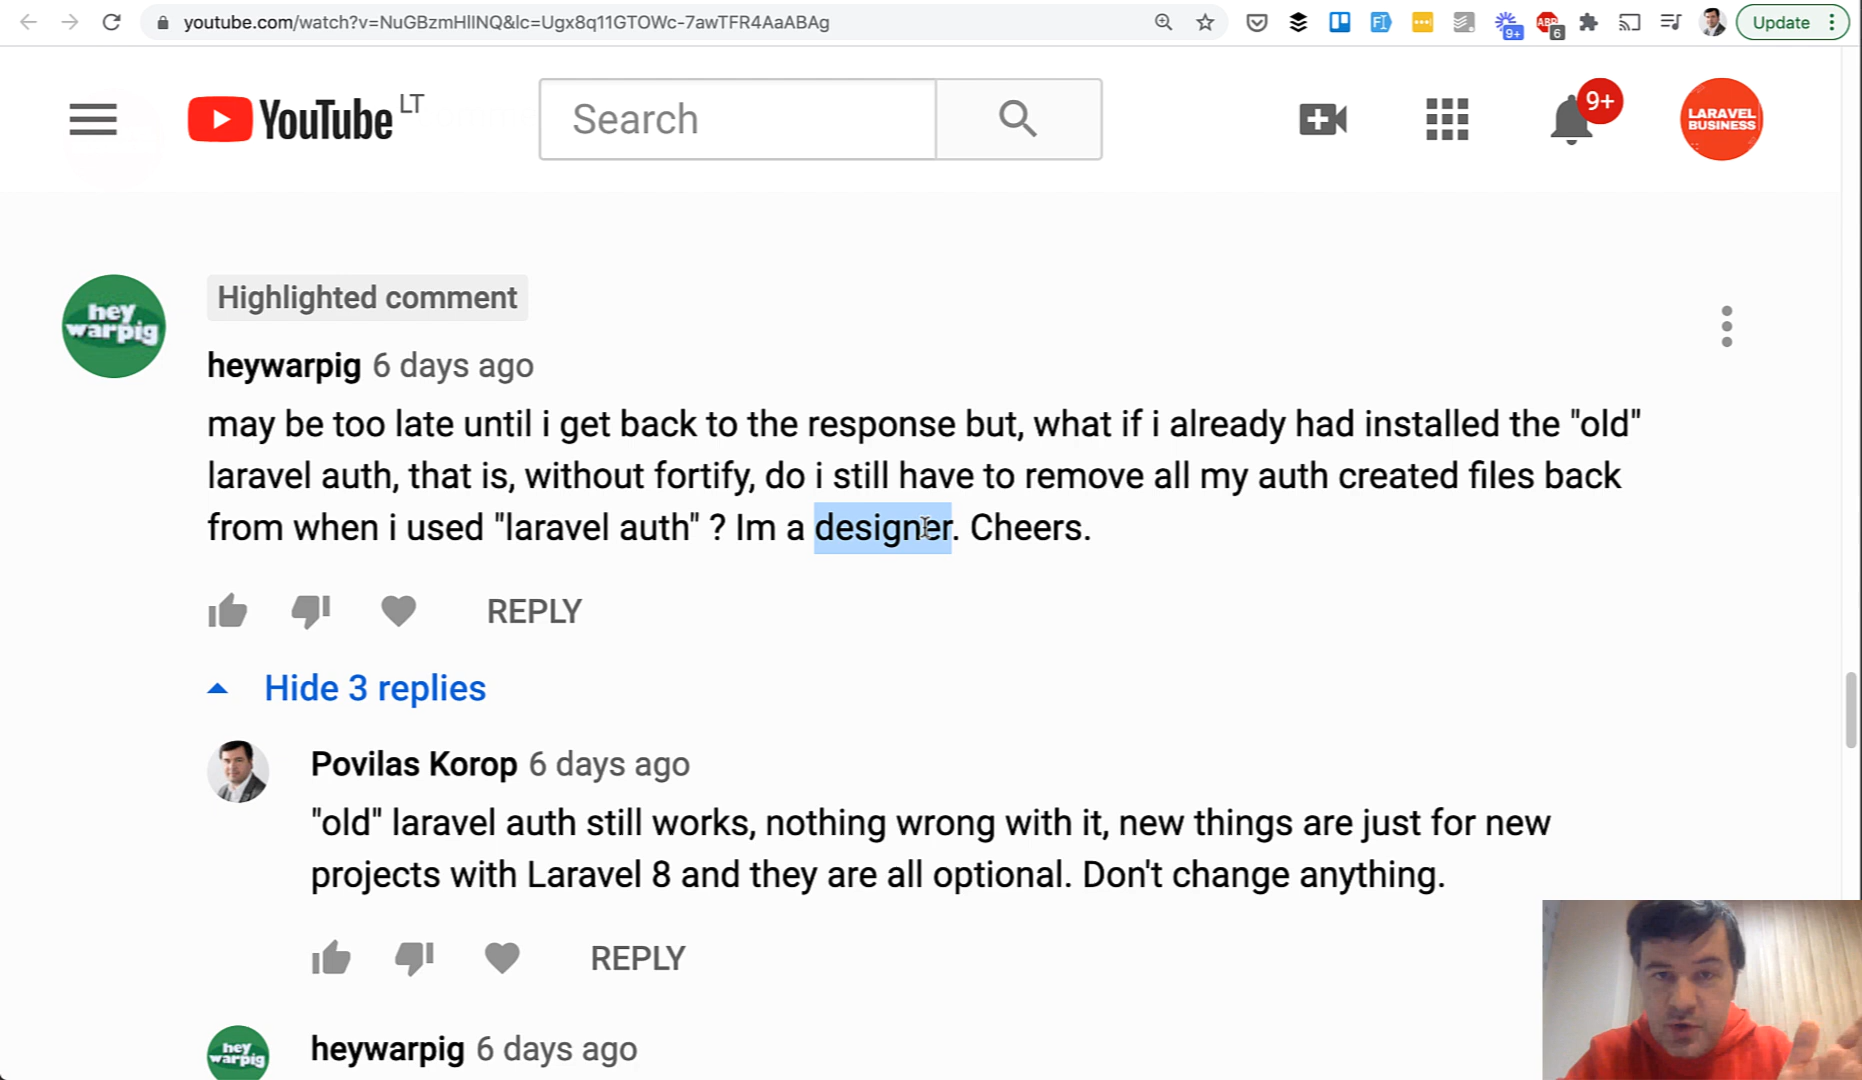 youtube.com/watch?v=NuGBzmHlINQ&lc=Ugx8q11GTOWc-7awTFR4AaABAg
9+
ABP
6
Update
YouTube LT
Search
9+
LARAVEL
BUSINESS
hey
warpig
Highlighted comment
heywarpig 6 days ago
may be too late until i get back to the response but, what if i already had installed the "old"
laravel auth, that is, without fortify, do i still have to remove all my auth created files back
from when i used "laravel auth" ? Im a designer. Cheers.
REPLY
Hide 3 replies
Povilas Korop 6 days ago
"old" laravel auth still works, nothing wrong with it, new things are just for new
projects with Laravel 8 and they are all optional. Don't change anything.
REPLY
hey
warpig
heywarpig 6 days ago